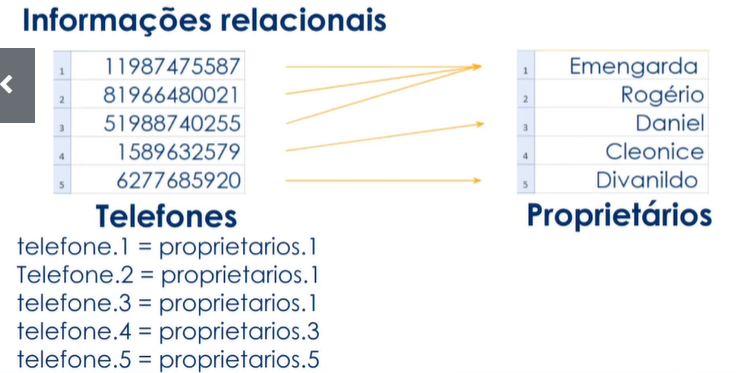 Informações relacionais
1 11987475587
2 81966480021
3 51988740255
4 1589632579
5 6277685920
Telefones
1 Emengarda
2 Rogério
3 Daniel
4 Cleonice
5 Divanildo
Proprietários
telefone.1 = proprietarios.1
Telefone.2 = proprietarios.1
telefone.3 = proprietarios.1
telefone.4 = proprietarios.3
telefone.5 = proprietarios.5